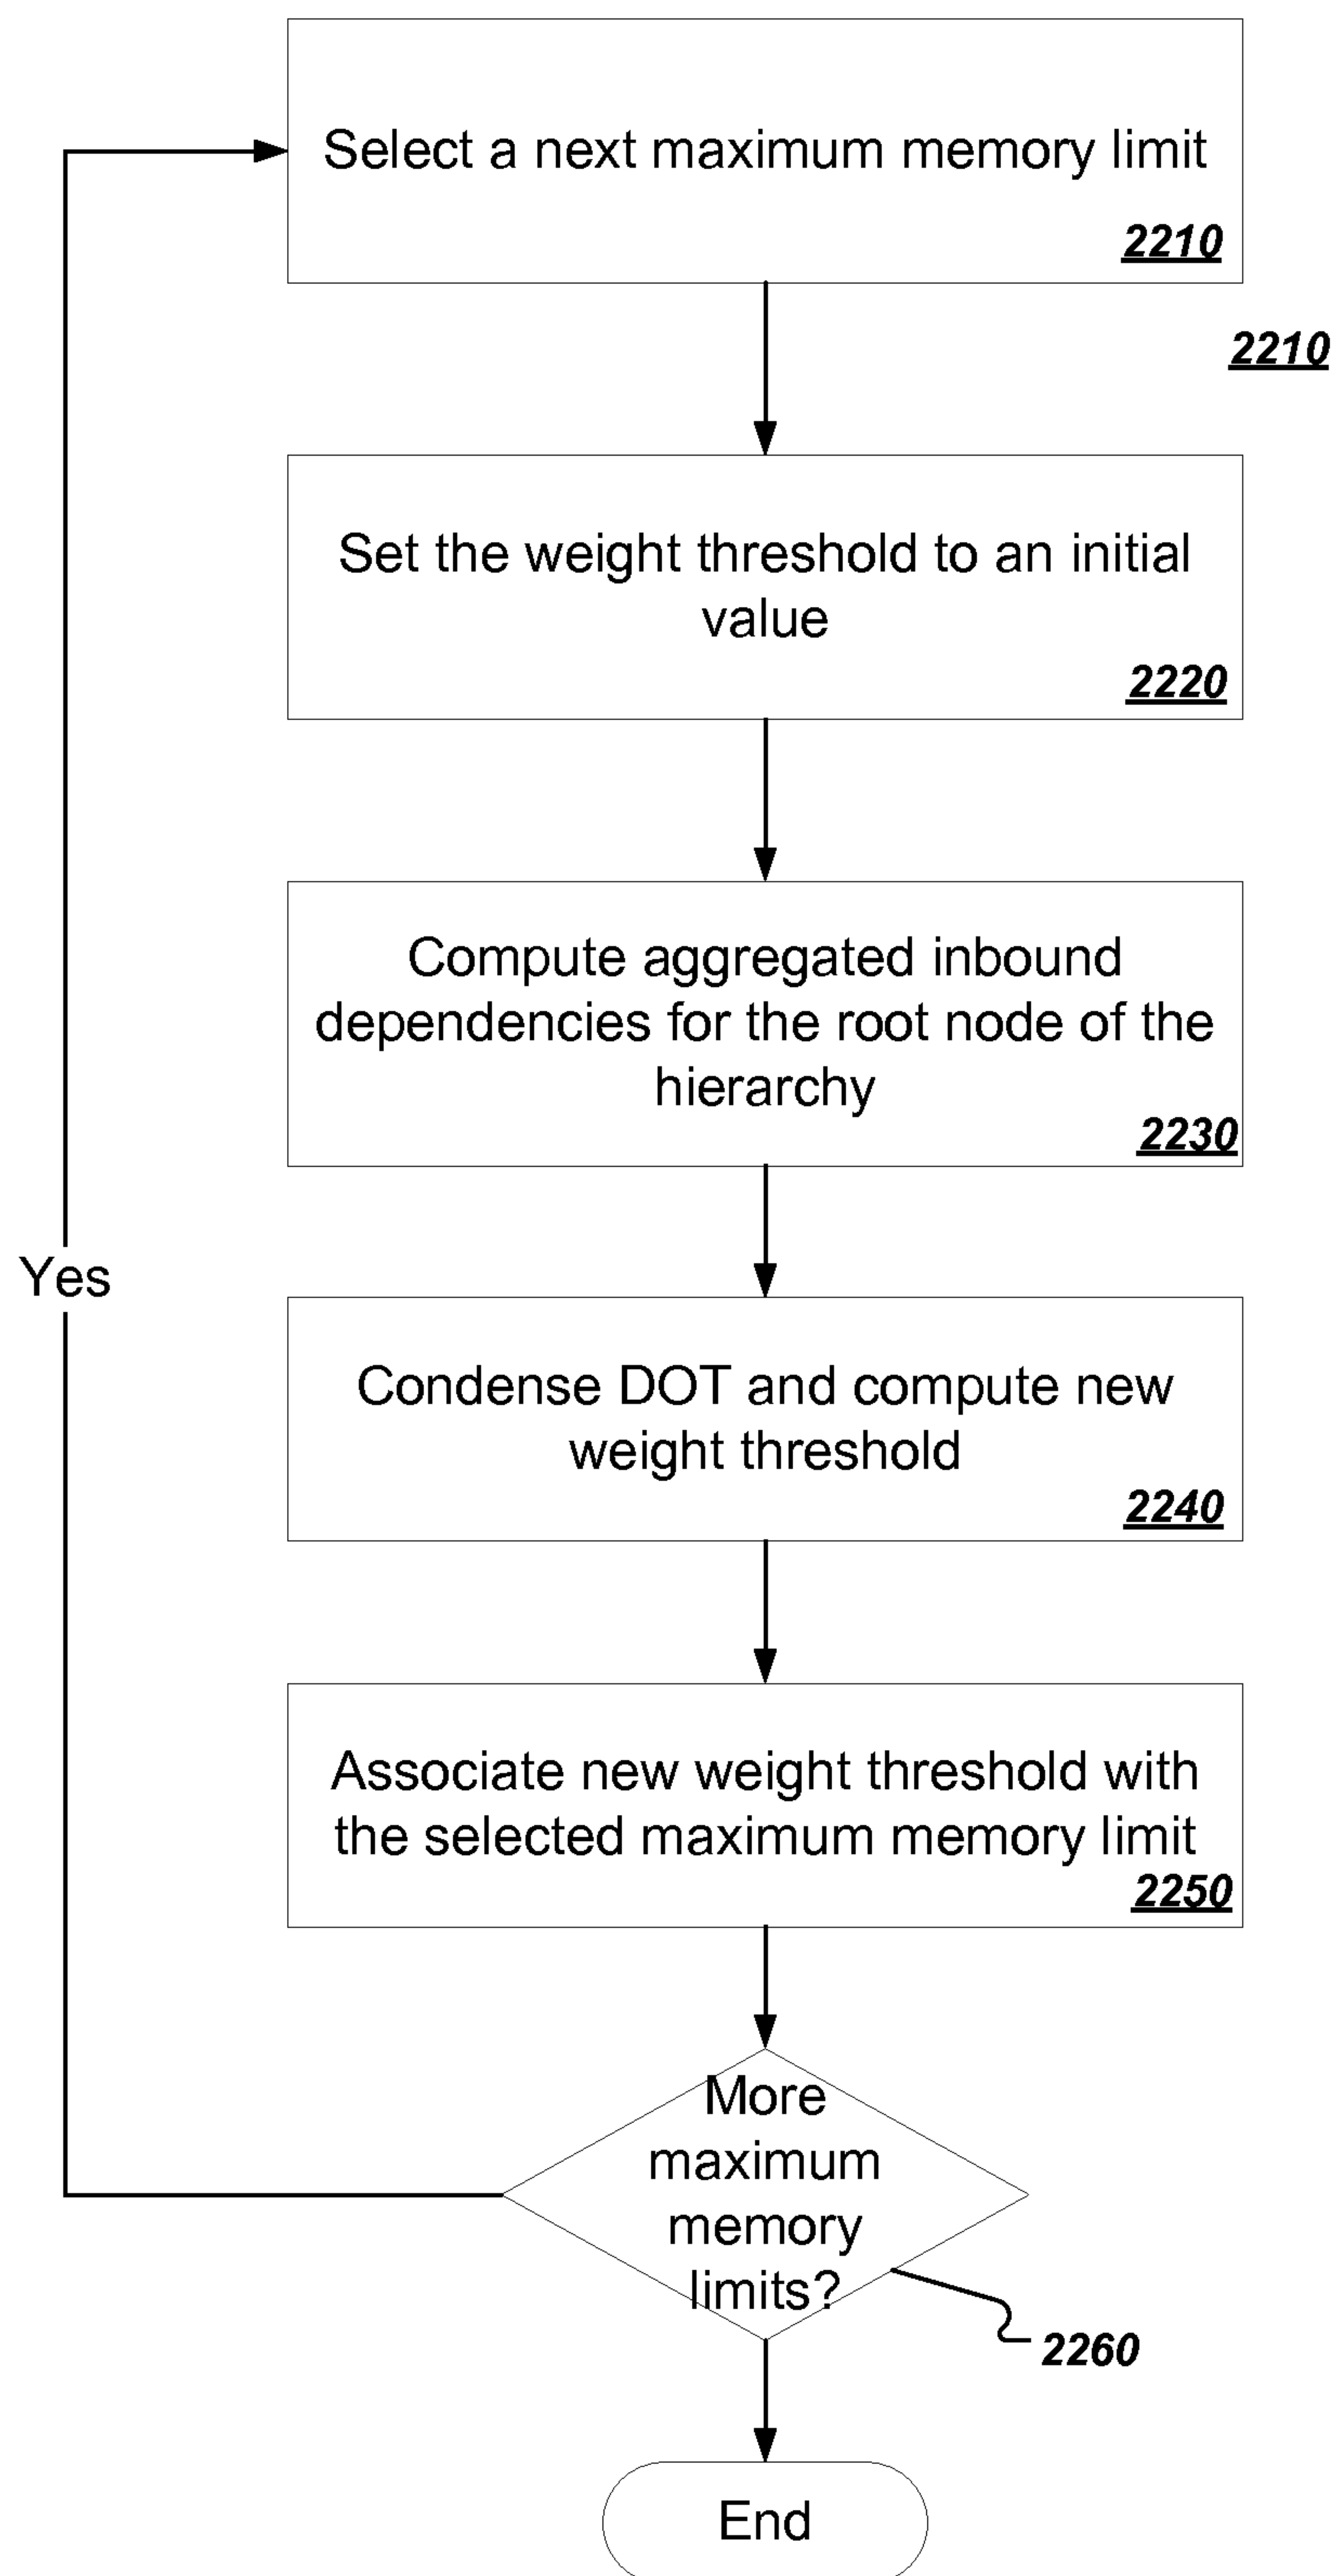 Select a next maximum memory limit
2210
2210
Set the weight threshold to an initial
value
2220
Compute aggregated inbound
dependencies for the root node of the
hierarchy
2230
Yes
Condense DOT and compute new
weight threshold
2240
Associate new weight threshold with
the selected maximum memory limit
2250
More
maximum
memory
limits?
2260
End